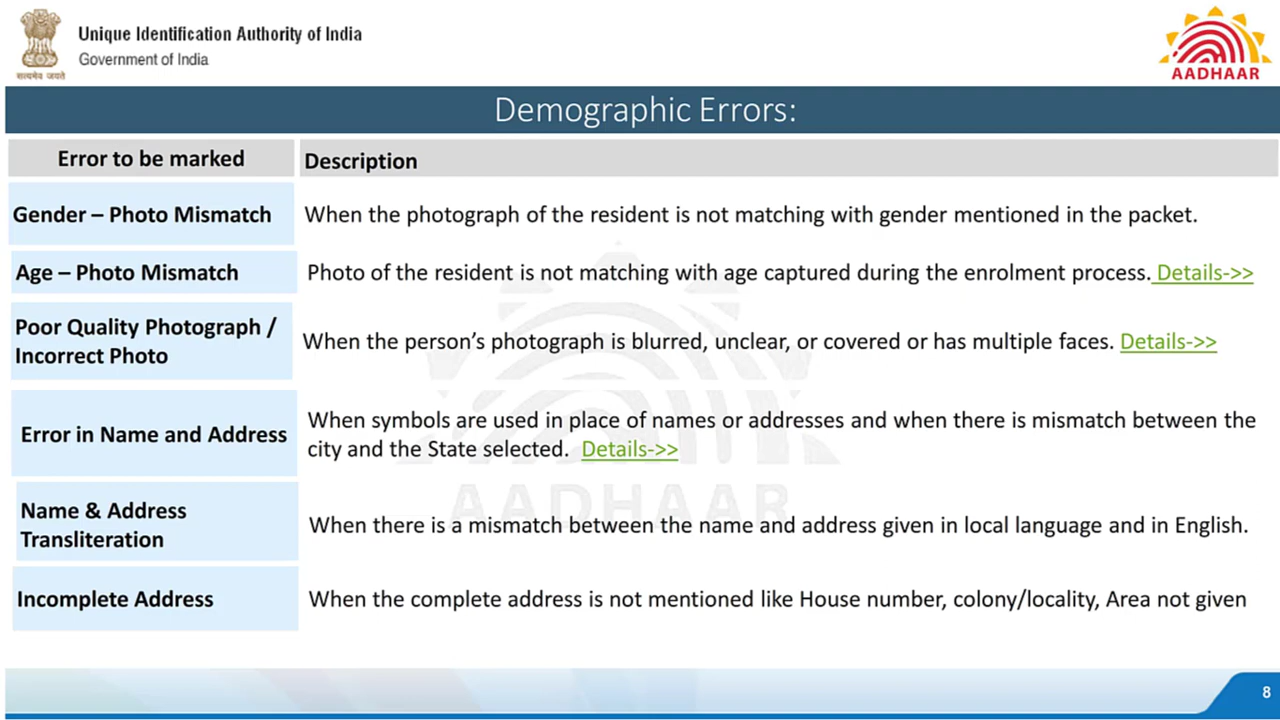 Unique Identification Authority of India
Government of India
सत्यमेव जयते
AADHAAR
Demographic Errors:
Error to be marked
Description
Gender – Photo Mismatch
When the photograph of the resident is not matching with gender mentioned in the packet.
Age – Photo Mismatch
Photo of the resident is not matching with age captured during the enrolment process. Details->>
Poor Quality Photograph /
Incorrect Photo
When the person’s photograph is blurred, unclear, or covered or has multiple faces. Details->>
Error in Name and Address
When symbols are used in place of names or addresses and when there is mismatch between the
city and the State selected. Details->>
AADHAAR
Name & Address
Transliteration
When there is a mismatch between the name and address given in local language and in English.
Incomplete Address
When the complete address is not mentioned like House number, colony/locality, Area not given
8